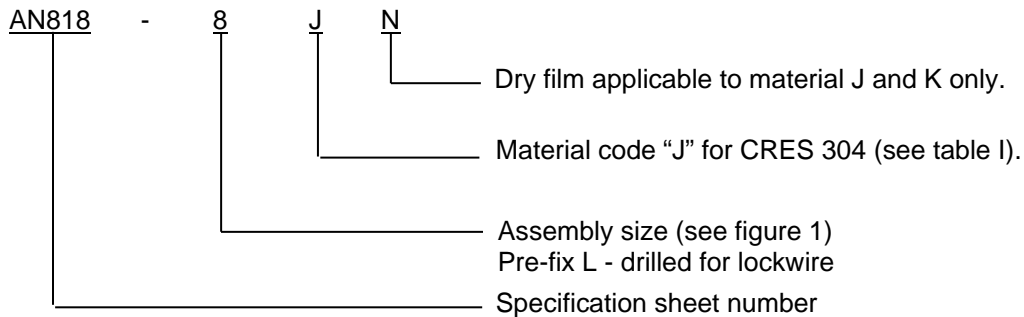 AN818 - 8 J N
Dry film applicable to material J and K only.
Material code “J” for CRES 304 (see table I).
Assembly size (see figure 1)
Pre-fix L - drilled for lockwire
Specification sheet number